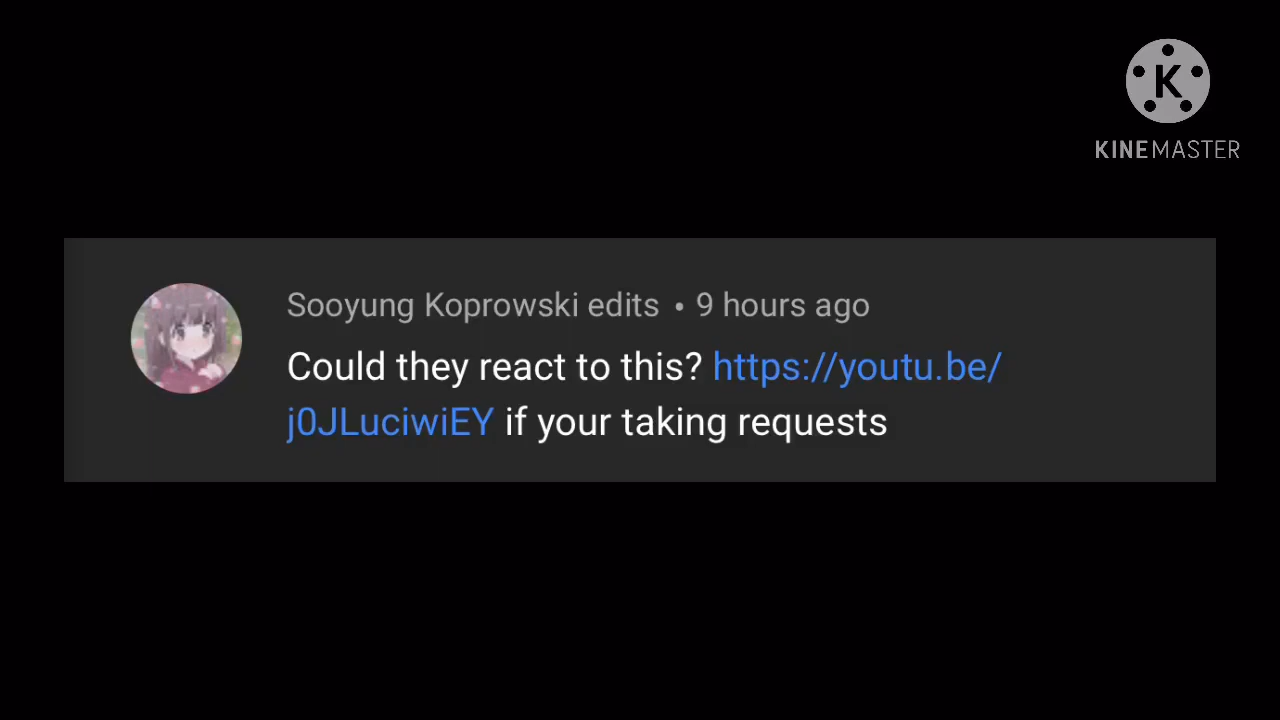 K
KINEMASTER
Sooyung Koprowski edits • 9 hours ago
Could they react to this? https://youtu.be/
j0JLuciwiEY if your taking requests